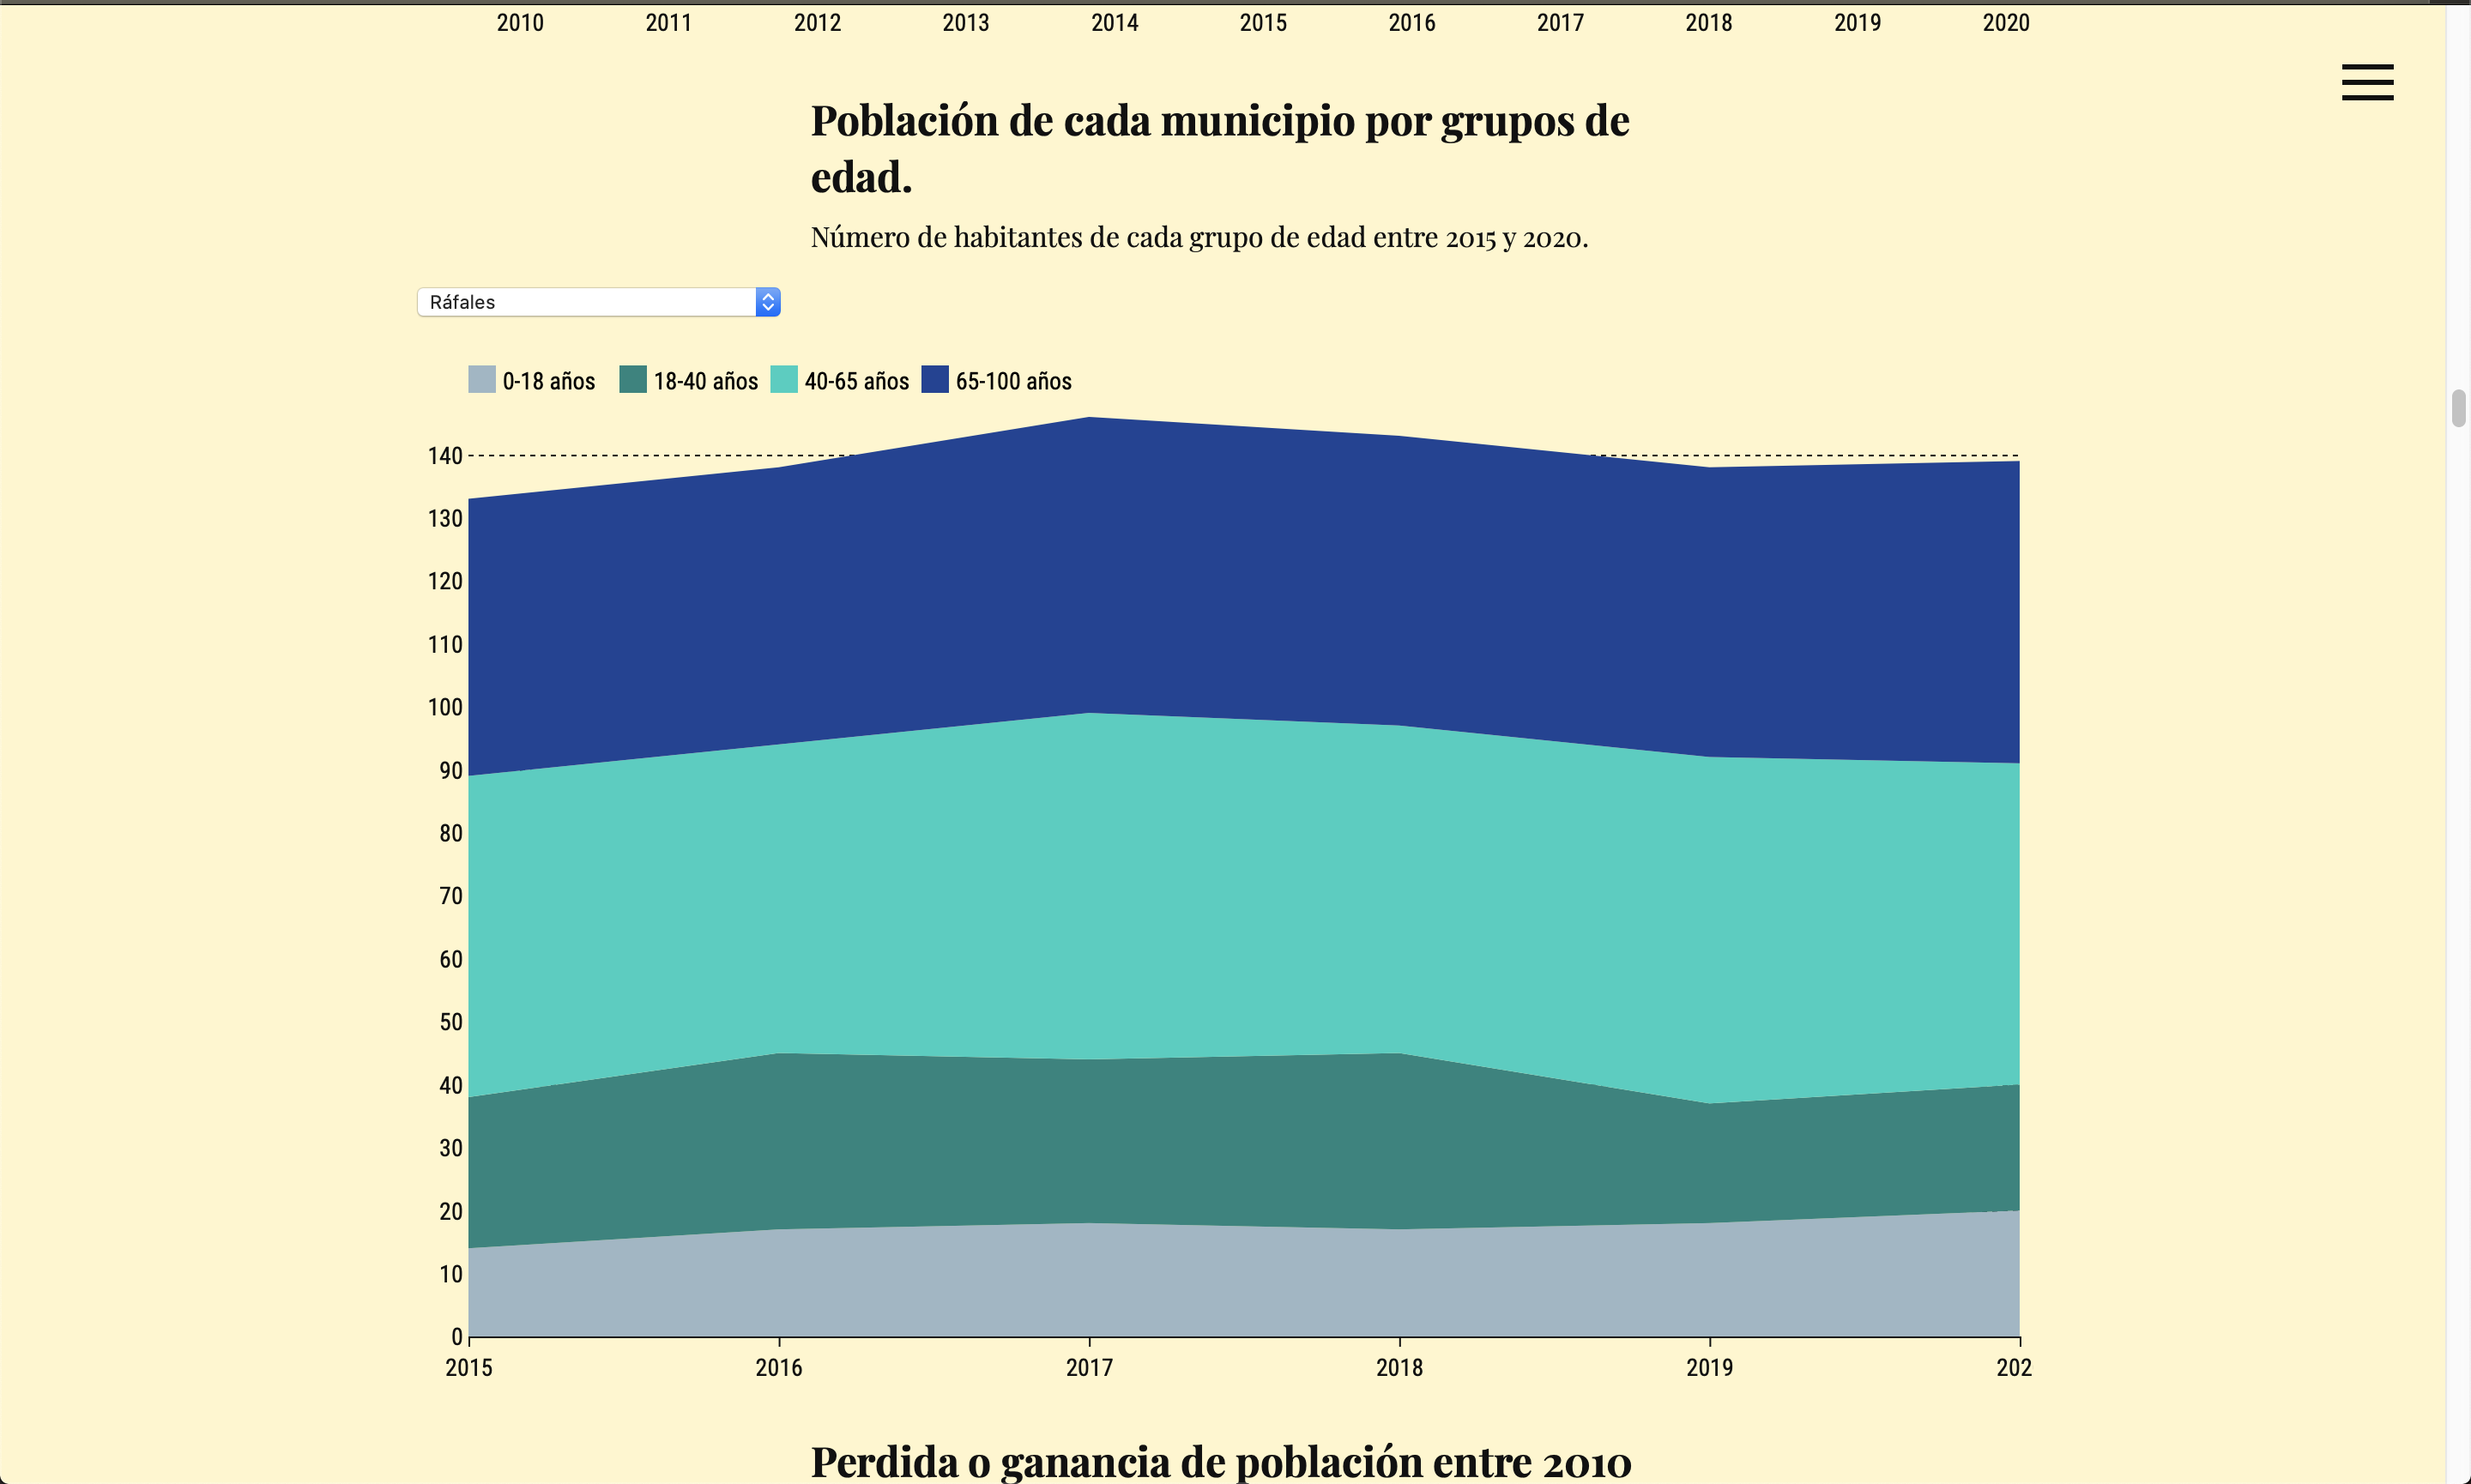 2010 2011 2012 2013 2014 2015 2016 2017 2018 2019 2020
Población de cada municipio por grupos de
edad.
Número de habitantes de cada grupo de edad entre 2015 y 2020.
Ráfales
0-18 años 18-40 años 40-65 años 65-100 años
140
130
120
110
100
90
80
70
60
50
40
30
20
10
0
2015 2016 2017 2018 2019 202
Perdida o ganancia de población entre 2010